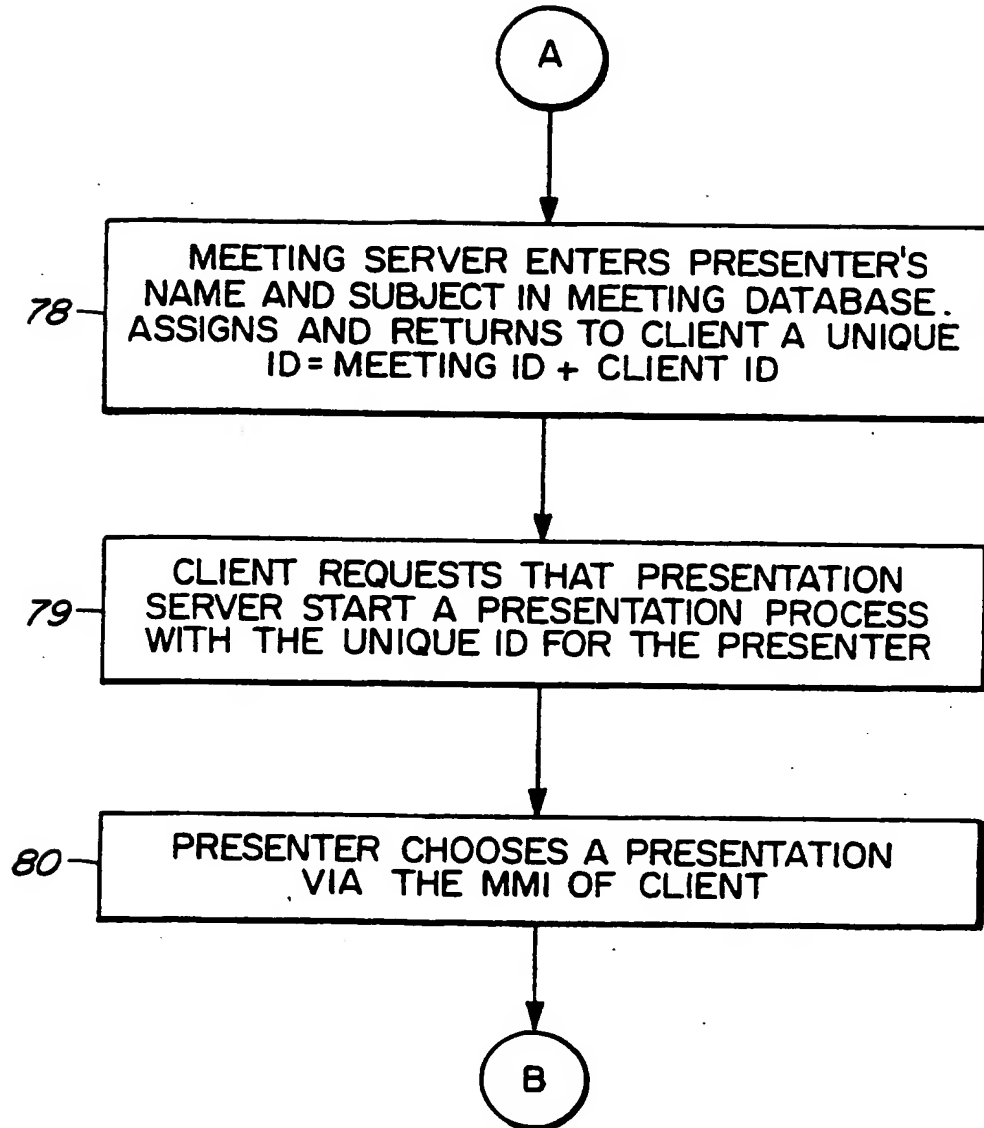 A
MEETING SERVER ENTERS PRESENTER'S
NAME AND SUBJECT IN MEETING DATABASE.
78
ASSIGNS AND RETURNS TO CLIENT A UNIQUE
ID = MEETING ID + CLIENT ID
CLIENT REQUESTS THAT PRESENTATION
79
SERVER START A PRESENTATION PROCESS
WITH THE UNIQUE ID FOR THE PRESENTER
80
PRESENTER CHOOSES A PRESENTATION
VIA THE MMI OF CLIENT
B